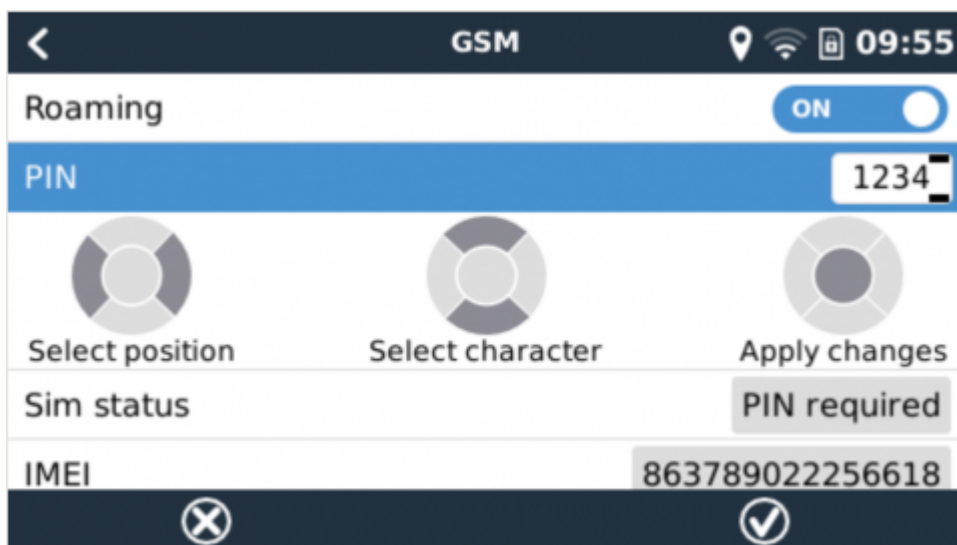 GSM 09:55
Roaming ON
PIN 1234
Select position Select character Apply changes
Sim status PIN required
IMEI 863789022256618